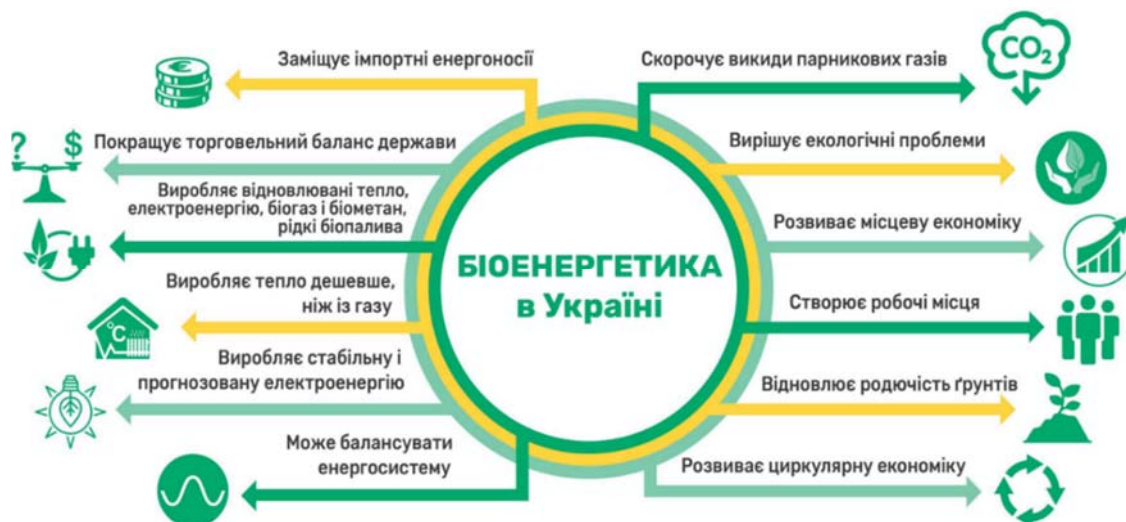 Заміщує імпортні енергоносії
Покращує торговельний баланс держави
Виробляє відновлювані тепло,
електроенергію, біогаз і біометан,
рідкі біопалива
Виробляє тепло дешевше,
ніж із газу
Виробляє стабільну і
прогнозовану електроенергію
Може балансувати
енергосистему
БІОЕНЕРГЕТИКА
в Україні
Скорочує викиди парникових газів
Вирішує екологічні проблеми
Розвиває місцеву економіку
Створює робочі місця
Відновлює родючість ґрунтів
Розвиває циркулярну економіку
€
? $
°C
CO₂